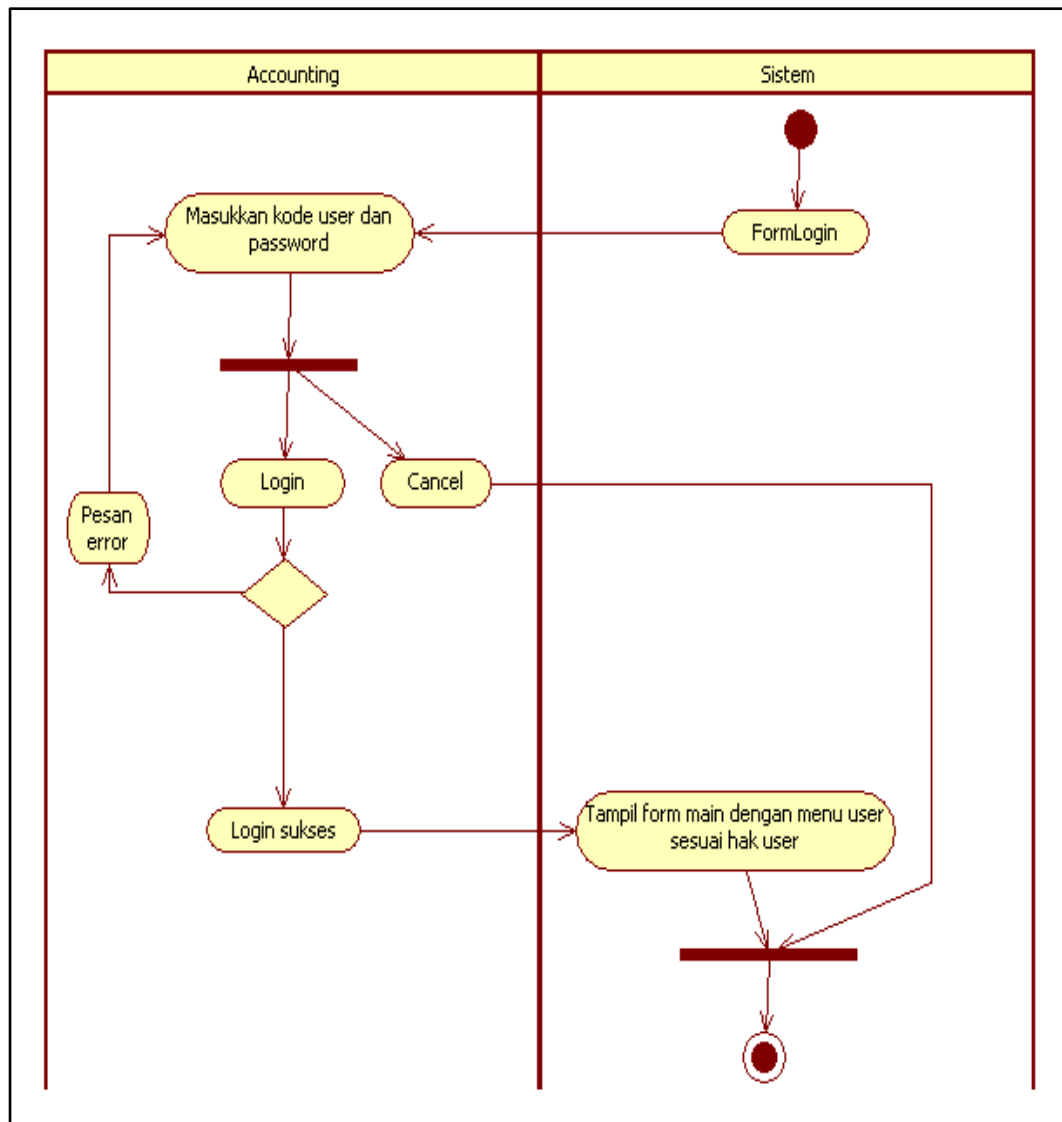 Accounting
Sistem
Masukkan kode user dan
password
FormLogin
Login
Cancel
Pesan
error
Login sukses
Tampil form main dengan menu user
sesuai hak user